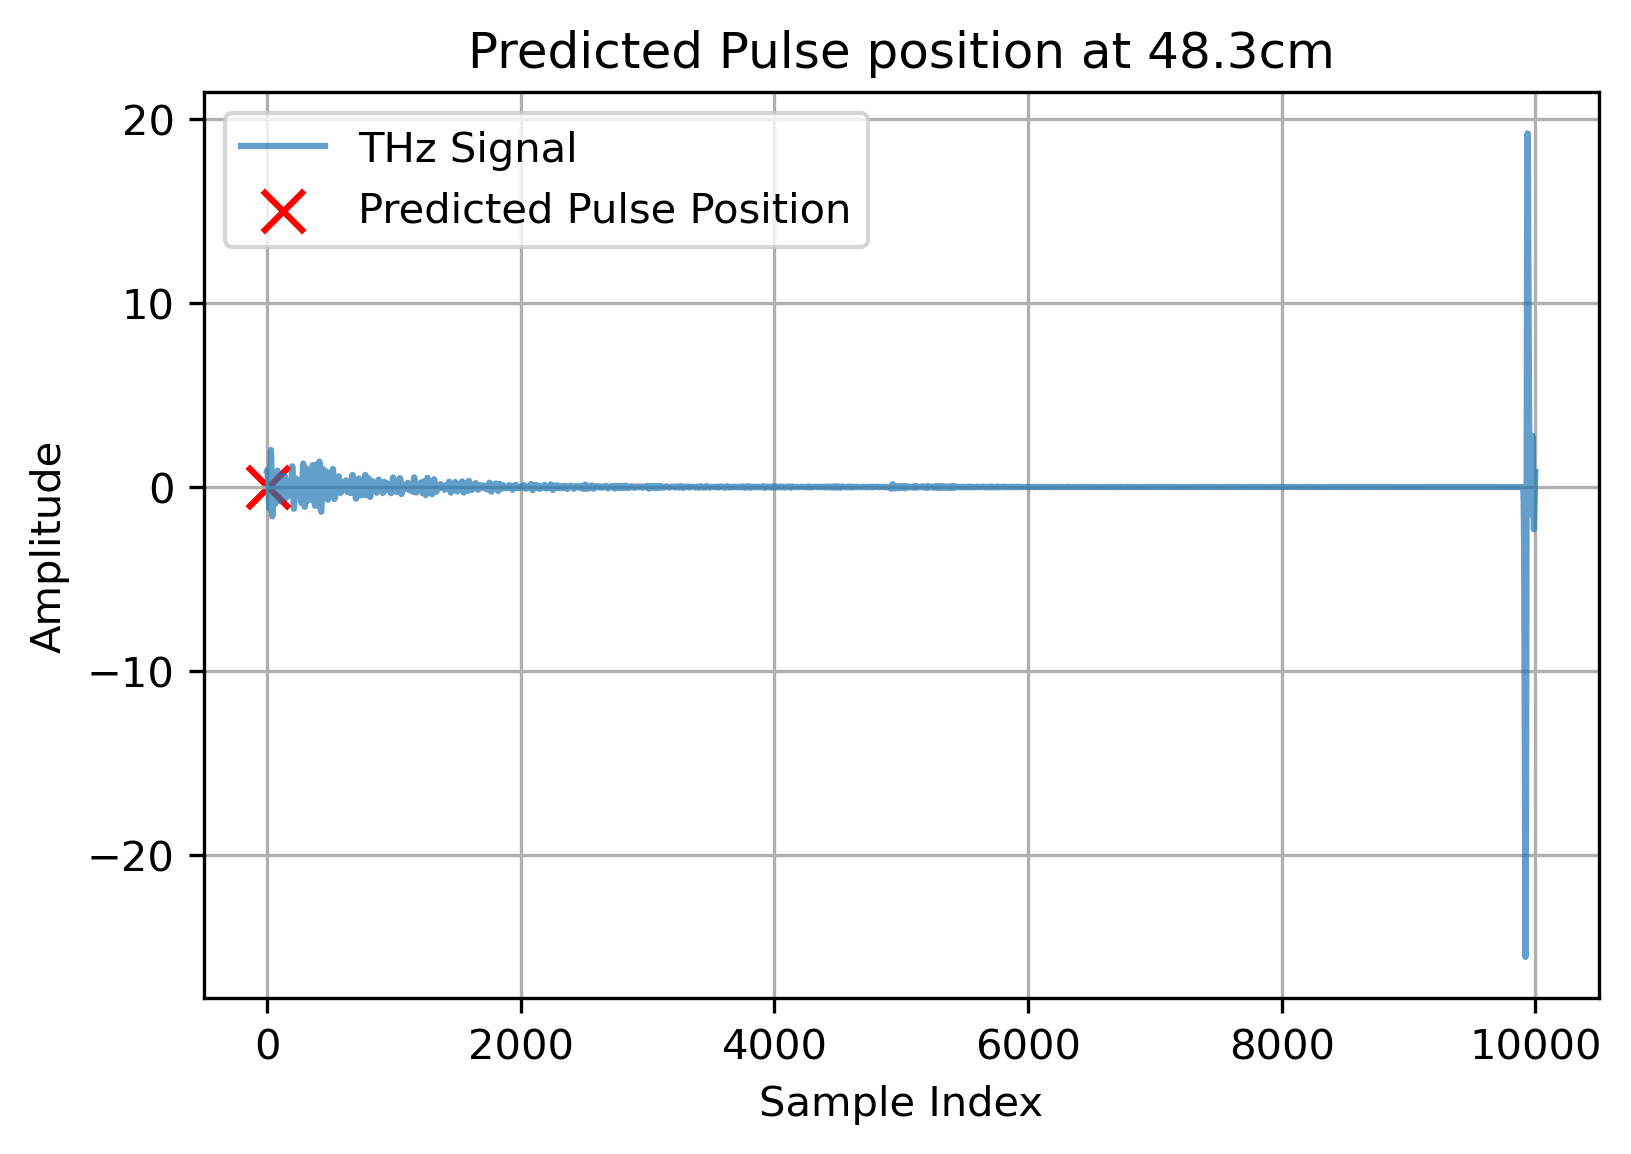 Predicted Pulse position at 48.3cm
THz Signal
Predicted Pulse Position
20
10
0
−10
−20
Amplitude
0 2000 4000 6000 8000 10000
Sample Index